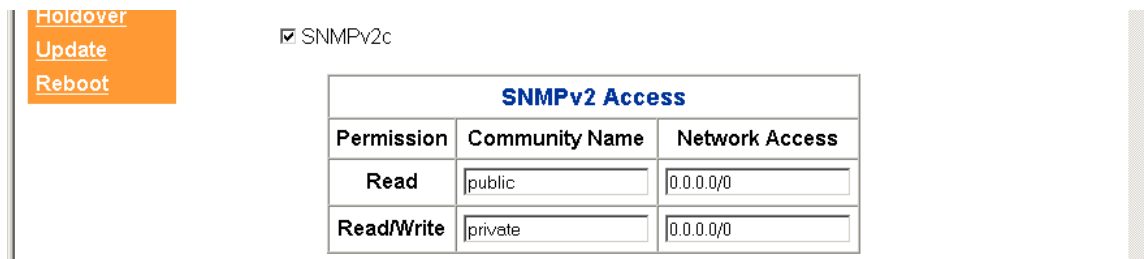 Holdover
Update
Reboot
SNMPv2c
SNMPv2 Access
Permission Community Name Network Access
Read public 0.0.0.0/0
Read/Write private 0.0.0.0/0